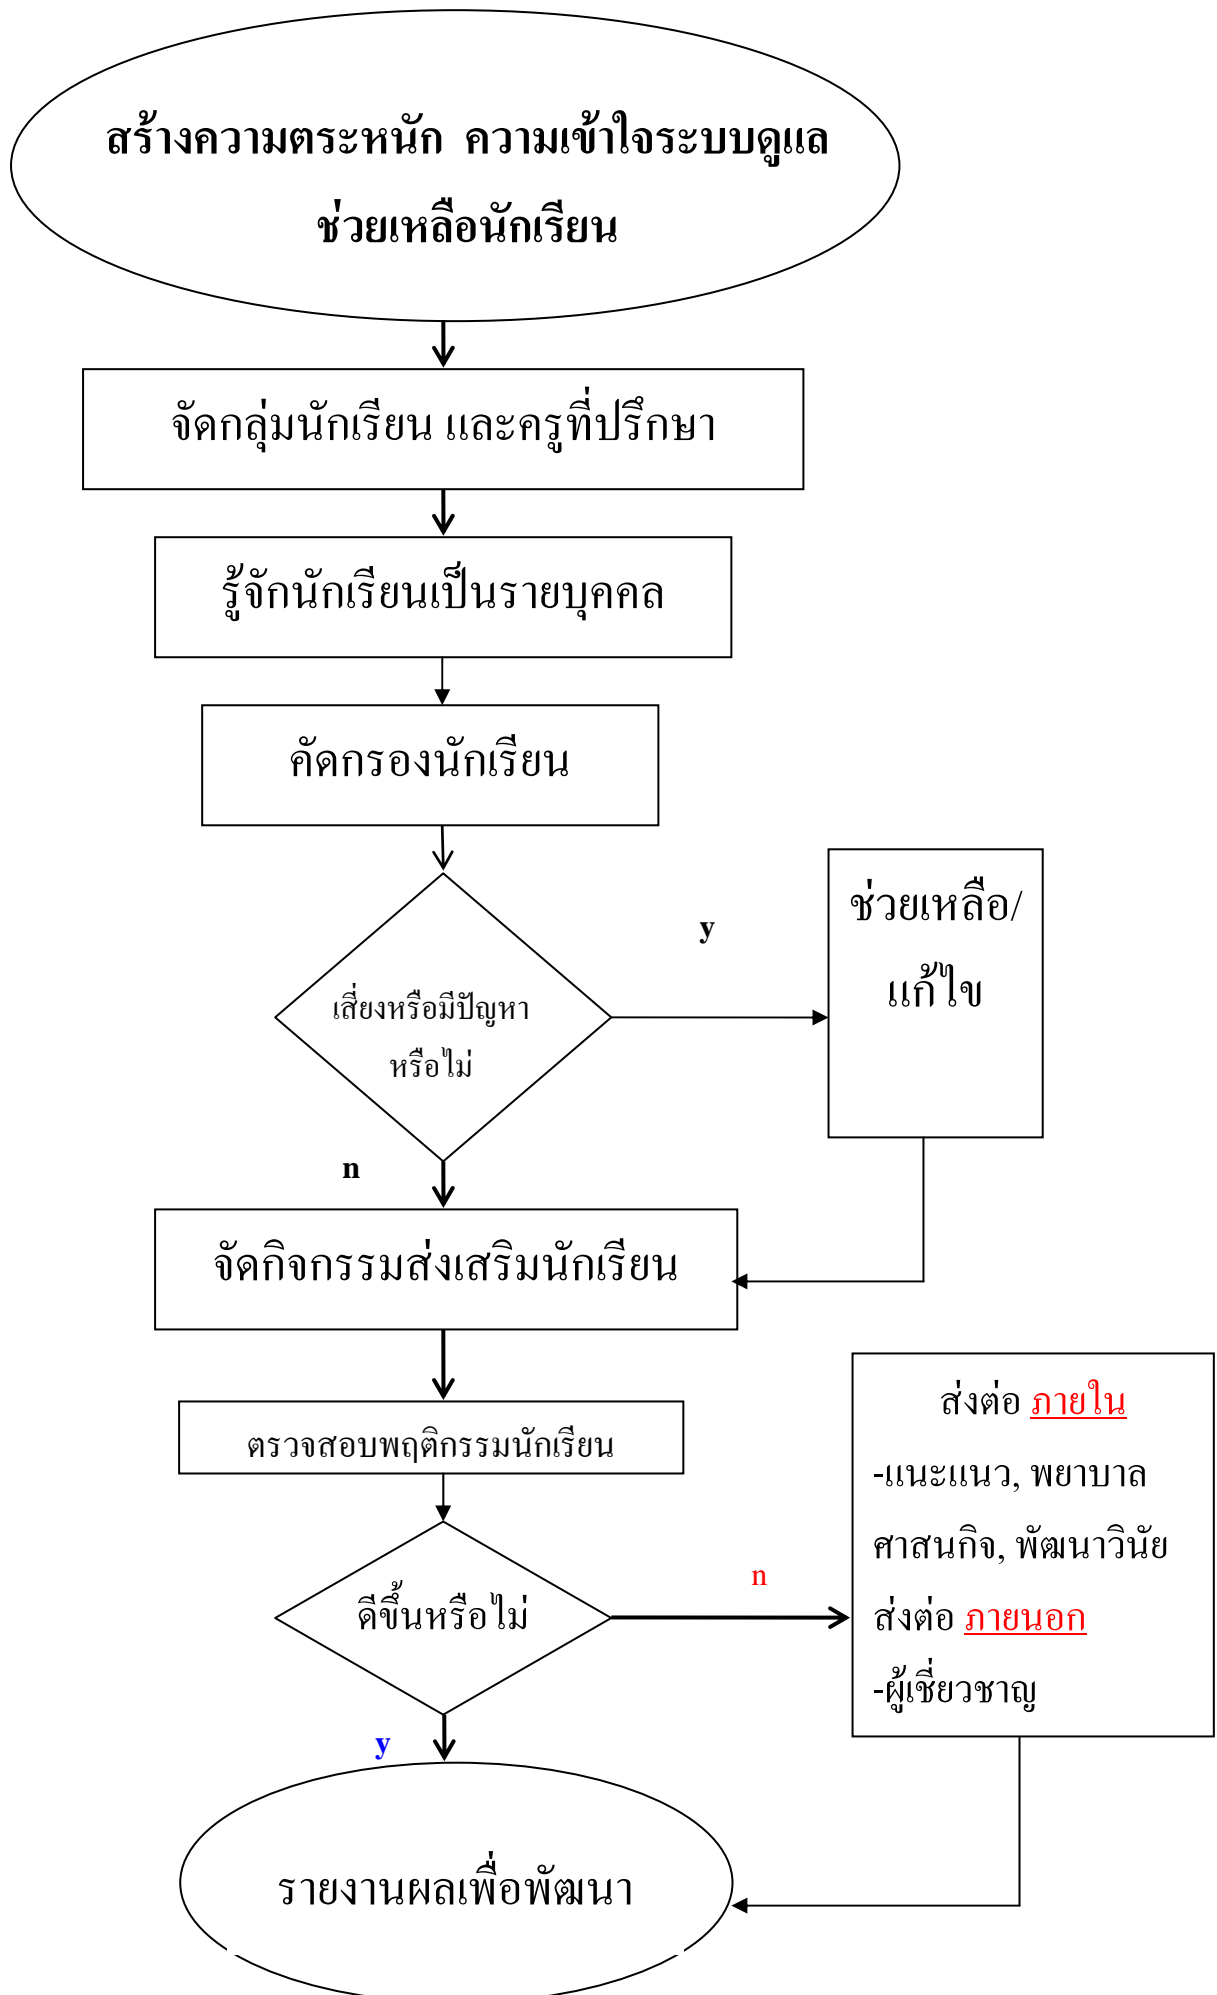 สร้างความตระหนัก ความเข้าใจระบบดูแล
ช่วยเหลือนักเรียน
จัดกลุ่มนักเรียน และครูที่ปรึกษา
รู้จักนักเรียนเป็นรายบุคคล
คัดกรองนักเรียน
เสี่ยงหรือมีปัญหา
หรือไม่
y
ช่วยเหลือ/
แก้ไข
n
จัดกิจกรรมส่งเสริมนักเรียน
ตรวจสอบพฤติกรรมนักเรียน
ดีขึ้นหรือไม่
n
ส่งต่อ ภายใน
-แนะแนว, พยาบาล
ศาสนกิจ, พัฒนาวินัย
ส่งต่อ ภายนอก
-ผู้เชี่ยวชาญ
y
รายงานผลเพื่อพัฒนา